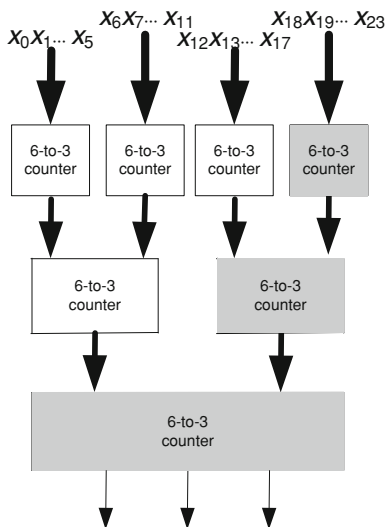 x₀x₁... x₅
x₆x₇... x₁₁
x₁₂x₁₃... x₁₇
x₁₈x₁₉... x₂₃
6-to-3
counter
6-to-3
counter
6-to-3
counter
6-to-3
counter
6-to-3
counter
6-to-3
counter
6-to-3
counter